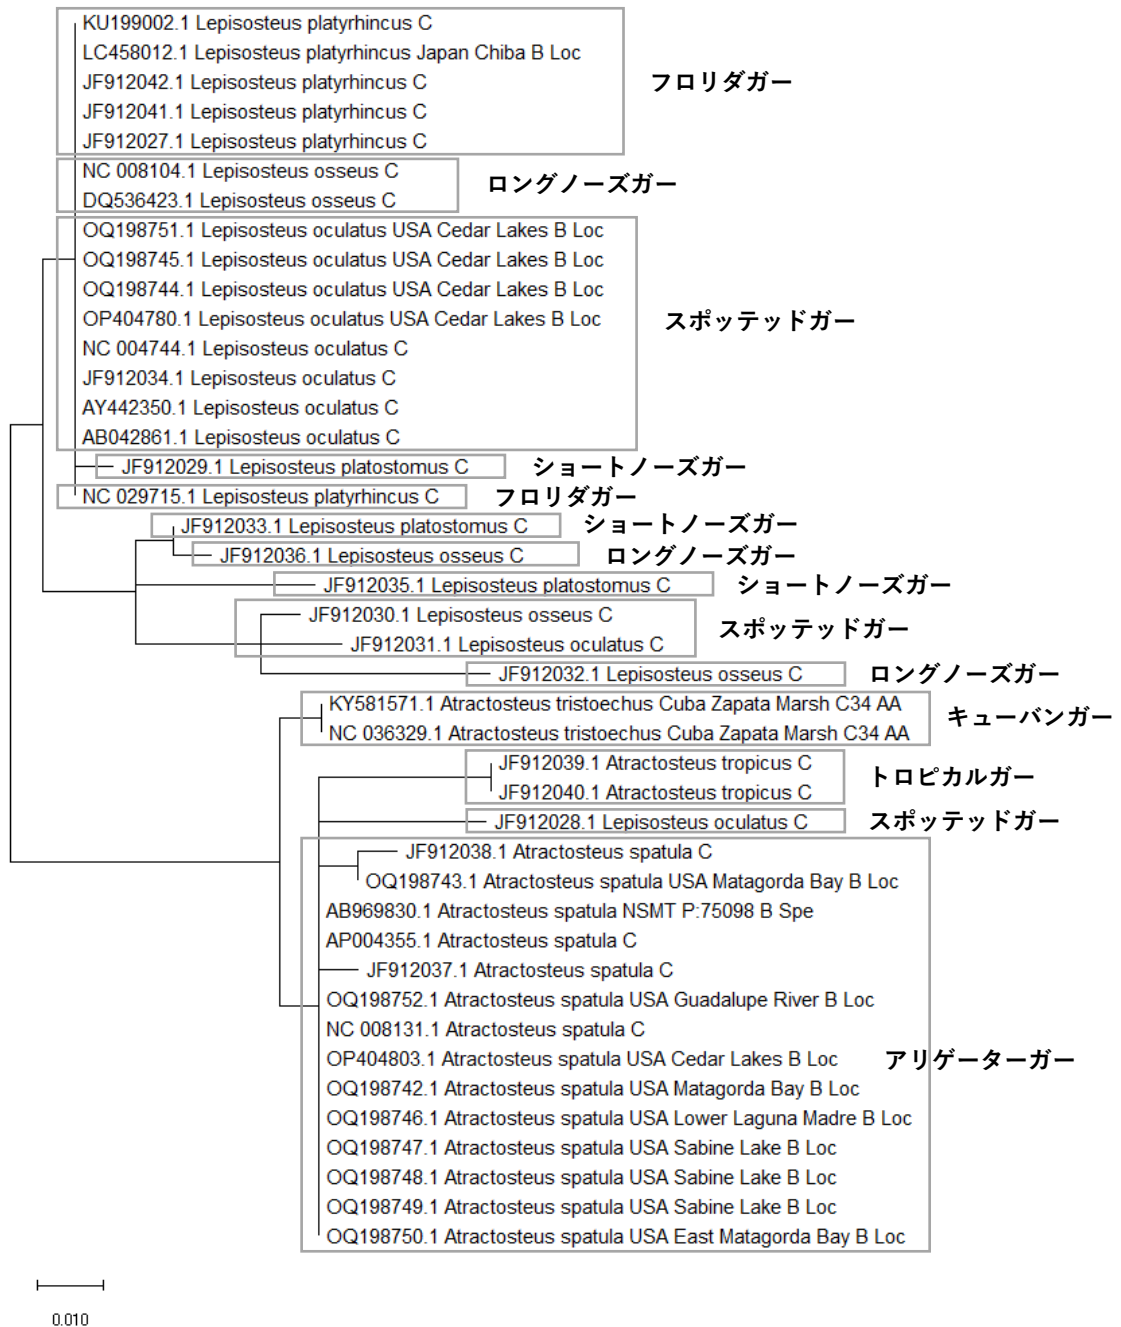 KU199002.1 Lepisosteus platyrhincus C
LC458012.1 Lepisosteus platyrhincus Japan Chiba B Loc
JF912042.1 Lepisosteus platyrhincus C
フロリダガー
JF912041.1 Lepisosteus platyrhincus C
JF912027.1 Lepisosteus platyrhincus C
NC 008104.1 Lepisosteus osseus C
ロングノーズガー
DQ536423.1 Lepisosteus osseus C
OQ198751.1 Lepisosteus oculatus USA Cedar Lakes B Loc
OQ198745.1 Lepisosteus oculatus USA Cedar Lakes B Loc
OQ198744.1 Lepisosteus oculatus USA Cedar Lakes B Loc
OP404780.1 Lepisosteus oculatus USA Cedar Lakes B Loc
スポッテッドガー
NC 004744.1 Lepisosteus oculatus C
JF912034.1 Lepisosteus oculatus C
AY442350.1 Lepisosteus oculatus C
AB042861.1 Lepisosteus oculatus C
JF912029.1 Lepisosteus platostomus C
ショートノーズガー
NC 029715.1 Lepisosteus platyrhincus C
フロリダガー
JF912033.1 Lepisosteus platostomus C
ショートノーズガー
JF912036.1 Lepisosteus osseus C
ロングノーズガー
JF912035.1 Lepisosteus platostomus C
ショートノーズガー
JF912030.1 Lepisosteus osseus C
スポッテッドガー
JF912031.1 Lepisosteus oculatus C
JF912032.1 Lepisosteus osseus C
ロングノーズガー
KY581571.1 Atractosteus tristoechus Cuba Zapata Marsh C34 AA
キューバンガー
NC 036329.1 Atractosteus tristoechus Cuba Zapata Marsh C34 AA
JF912039.1 Atractosteus tropicus C
トロピカルガー
JF912040.1 Atractosteus tropicus C
JF912028.1 Lepisosteus oculatus C
スポッテッドガー
JF912038.1 Atractosteus spatula C
OQ198743.1 Atractosteus spatula USA Matagorda Bay B Loc
AB969830.1 Atractosteus spatula NSMT P:75098 B Spe
AP004355.1 Atractosteus spatula C
JF912037.1 Atractosteus spatula C
OQ198752.1 Atractosteus spatula USA Guadalupe River B Loc
NC 008131.1 Atractosteus spatula C
OP404803.1 Atractosteus spatula USA Cedar Lakes B Loc
アリゲーターガー
OQ198742.1 Atractosteus spatula USA Matagorda Bay B Loc
OQ198746.1 Atractosteus spatula USA Lower Laguna Madre B Loc
OQ198747.1 Atractosteus spatula USA Sabine Lake B Loc
OQ198748.1 Atractosteus spatula USA Sabine Lake B Loc
OQ198749.1 Atractosteus spatula USA Sabine Lake B Loc
OQ198750.1 Atractosteus spatula USA East Matagorda Bay B Loc
0.010